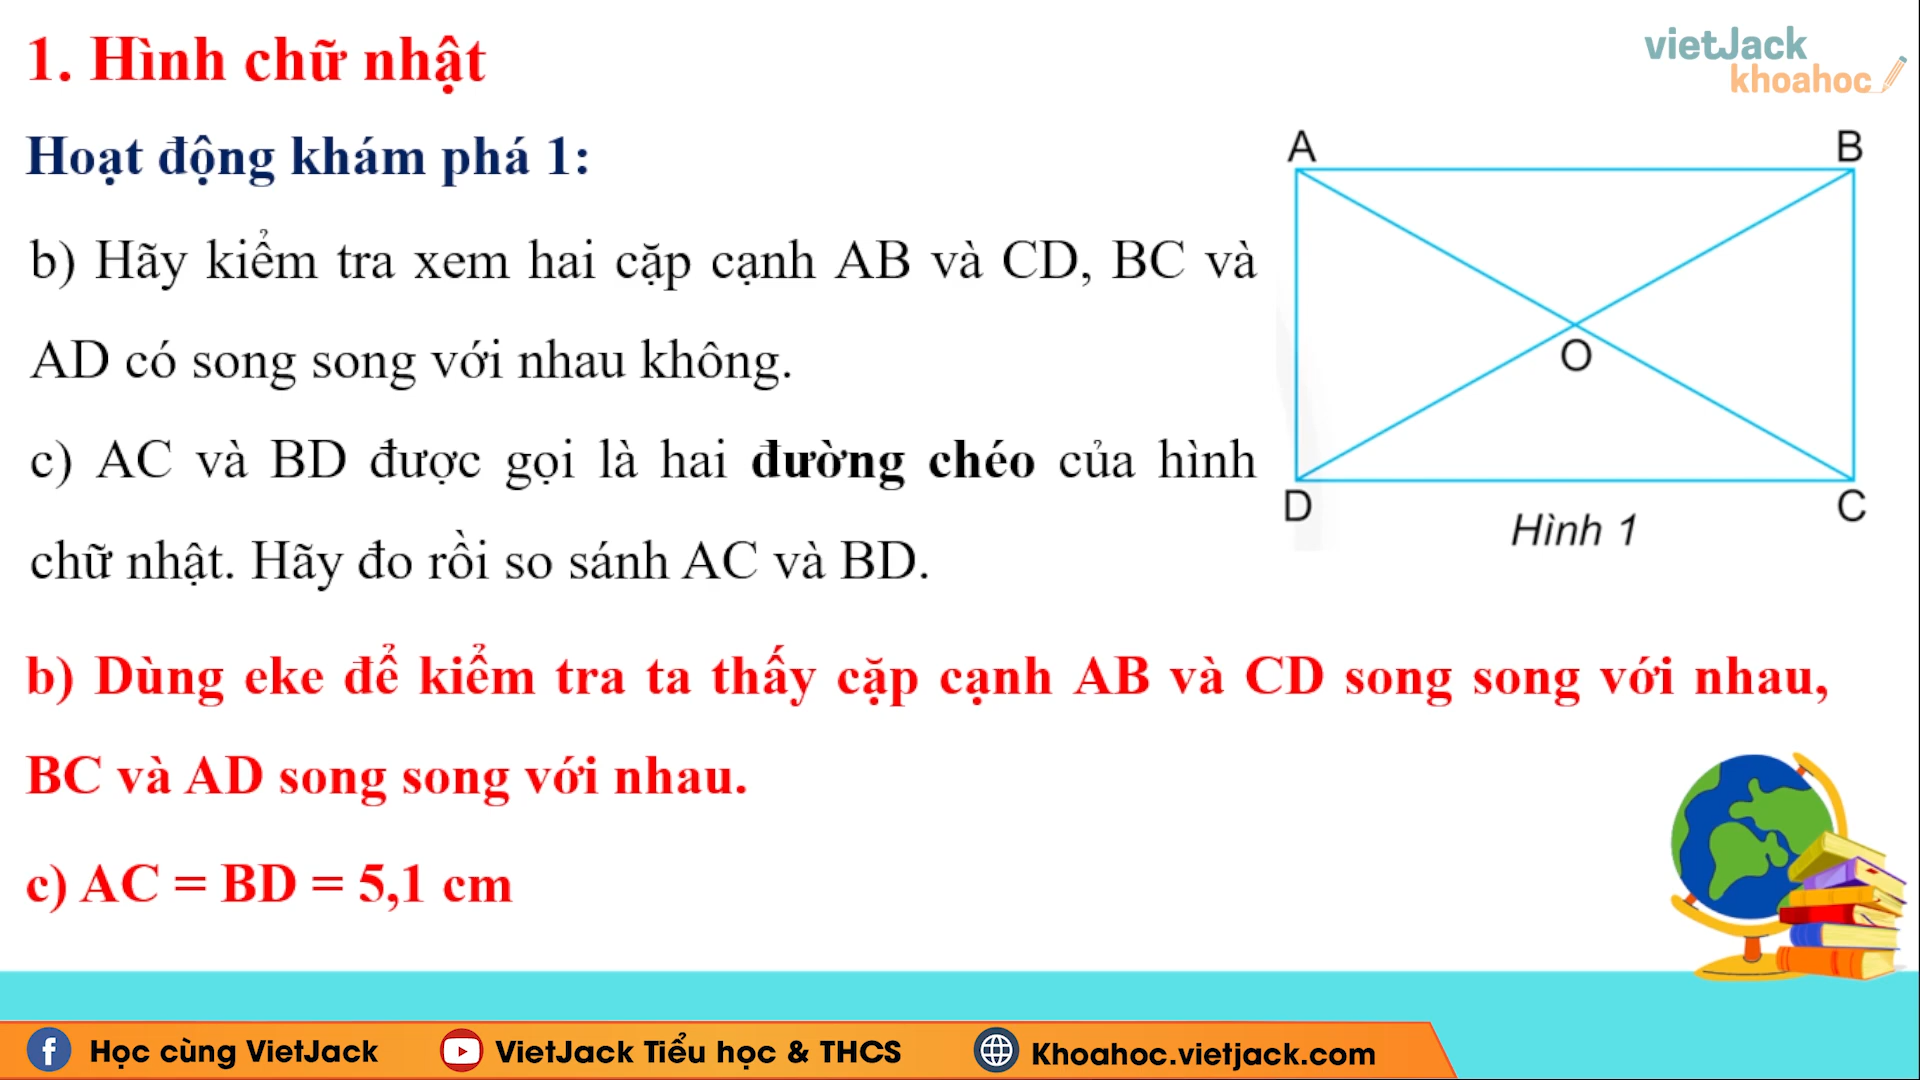 1. Hình chữ nhật
vietJack
khoahoc
Hoạt động khám phá 1:
b) Hãy kiểm tra xem hai cặp cạnh AB và CD, BC và
AD có song song với nhau không.
c) AC và BD được gọi là hai đường chéo của hình
chữ nhật. Hãy đo rồi so sánh AC và BD.
A
B
O
D
C
Hình 1
b) Dùng eke để kiểm tra ta thấy cặp cạnh AB và CD song song với nhau,
BC và AD song song với nhau.
c) AC = BD = 5,1 cm
Học cùng VietJack
VietJack Tiểu học & THCS
Khoahoc.vietjack.com